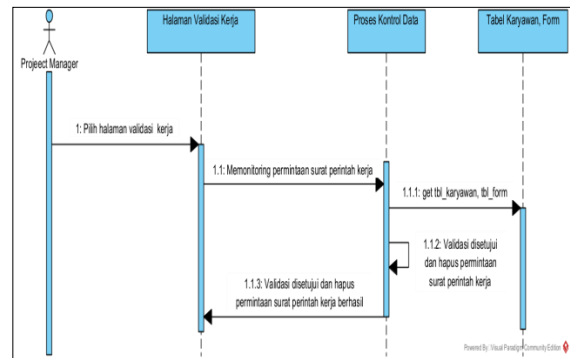 Halaman Validasi Kerja
Proses Kontrol Data
Tabel Karyawan, Form
Projeect Manager
1: Pilih halaman validasi kerja
1.1: Memonitoring permintaan surat perintah kerja
1.1.1: get tbl_karyawan, tbl_form
1.1.2: Validasi disetujui
dan hapus permintaan
surat perintah kerja
1.1.3: Validasi disetujui dan hapus
permintaan surat perintah kerja berhasil
Powered By: Visual Paradigm Community Edition